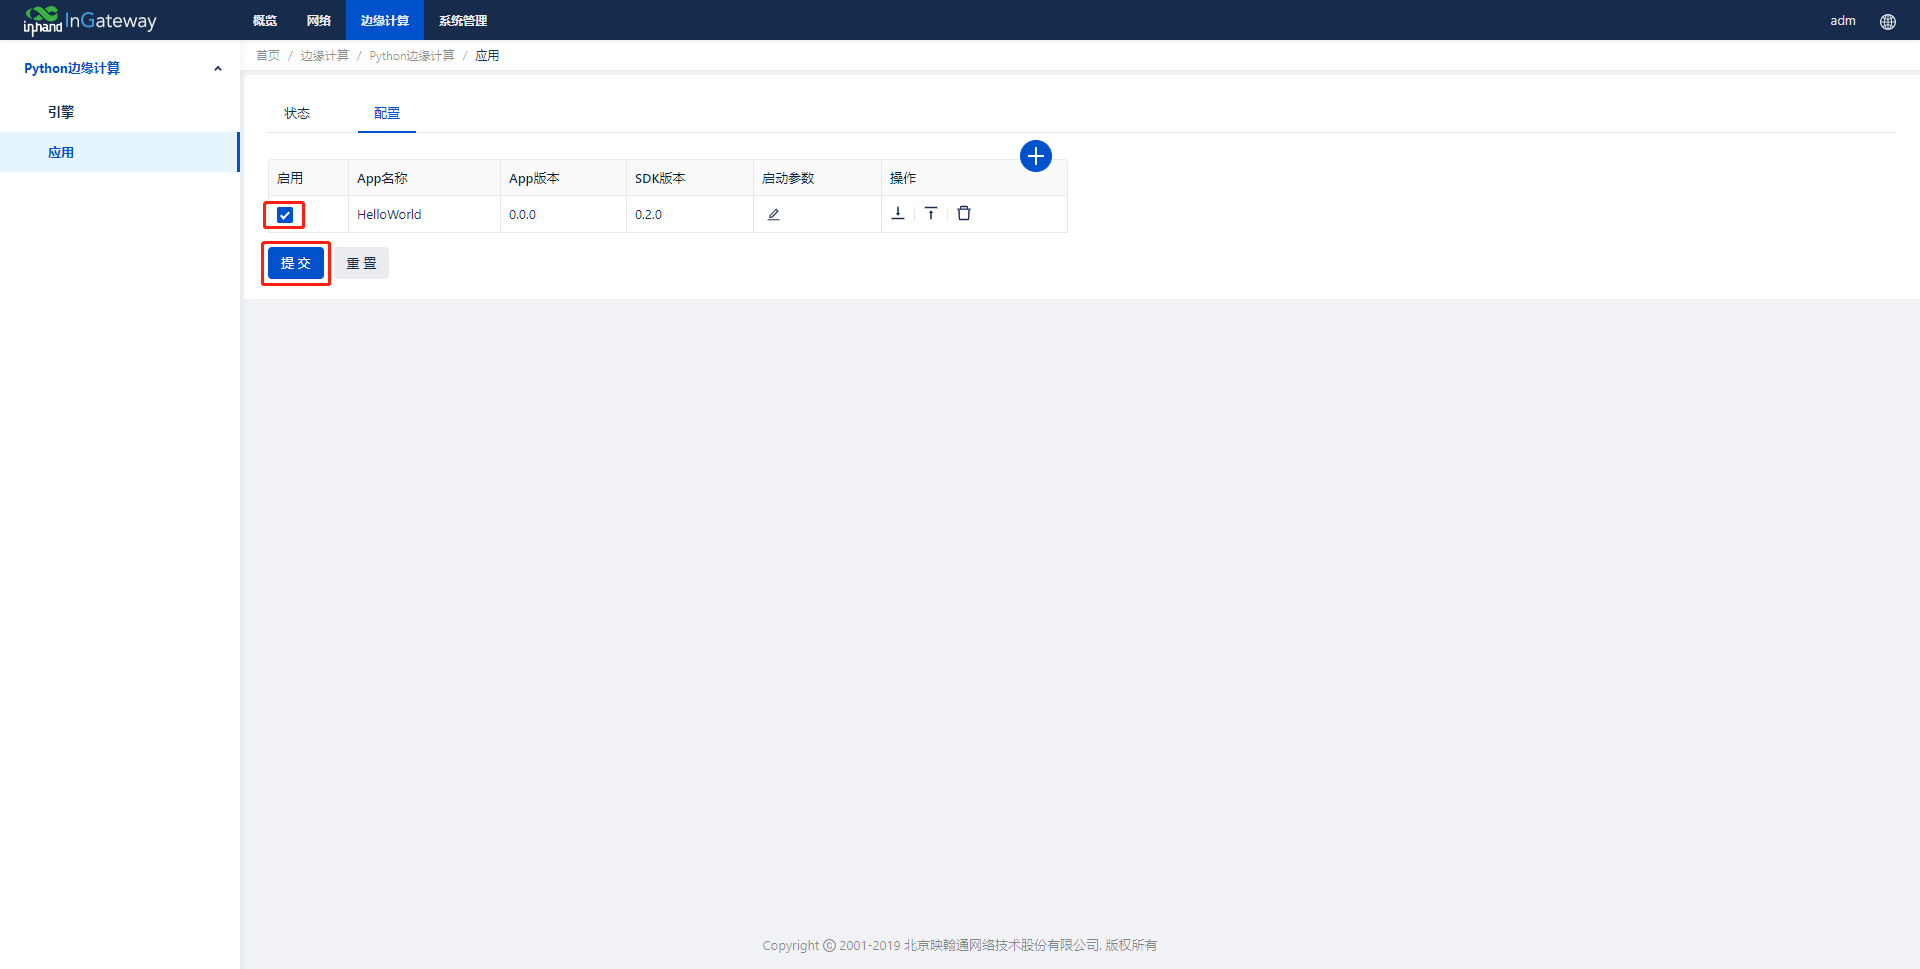 inhand InGateway 概览 网络 边缘计算 系统管理 adm
Python边缘计算
引擎
应用
首页 / 边缘计算 / Python边缘计算 / 应用
状态 配置
启用 App名称 App版本 SDK版本 启动参数 操作
HelloWorld 0.0.0 0.2.0
提交 重置
Copyright © 2001-2019 北京映翰通网络技术股份有限公司. 版权所有